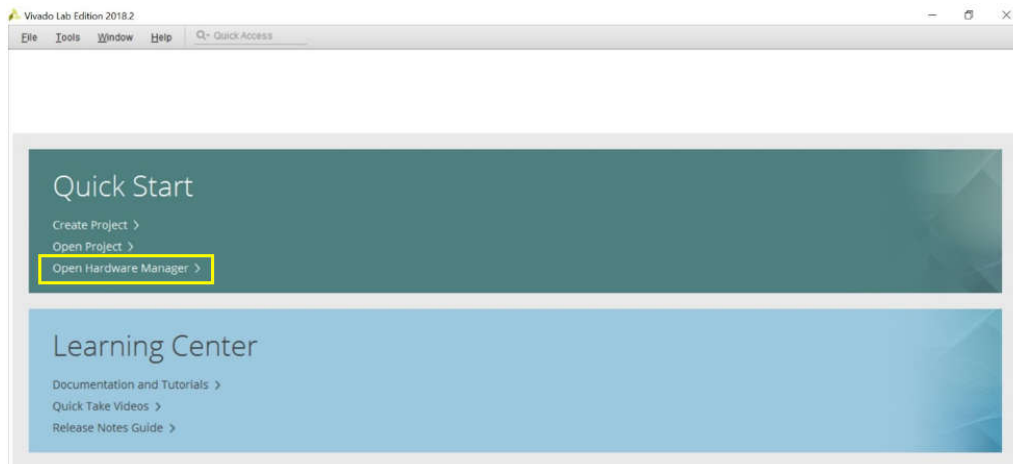 Vivado Lab Edition 2018.2
File Tools Window Help Quick Access
Quick Start
Create Project >
Open Project >
Open Hardware Manager >
Learning Center
Documentation and Tutorials >
Quick Take Videos >
Release Notes Guide >